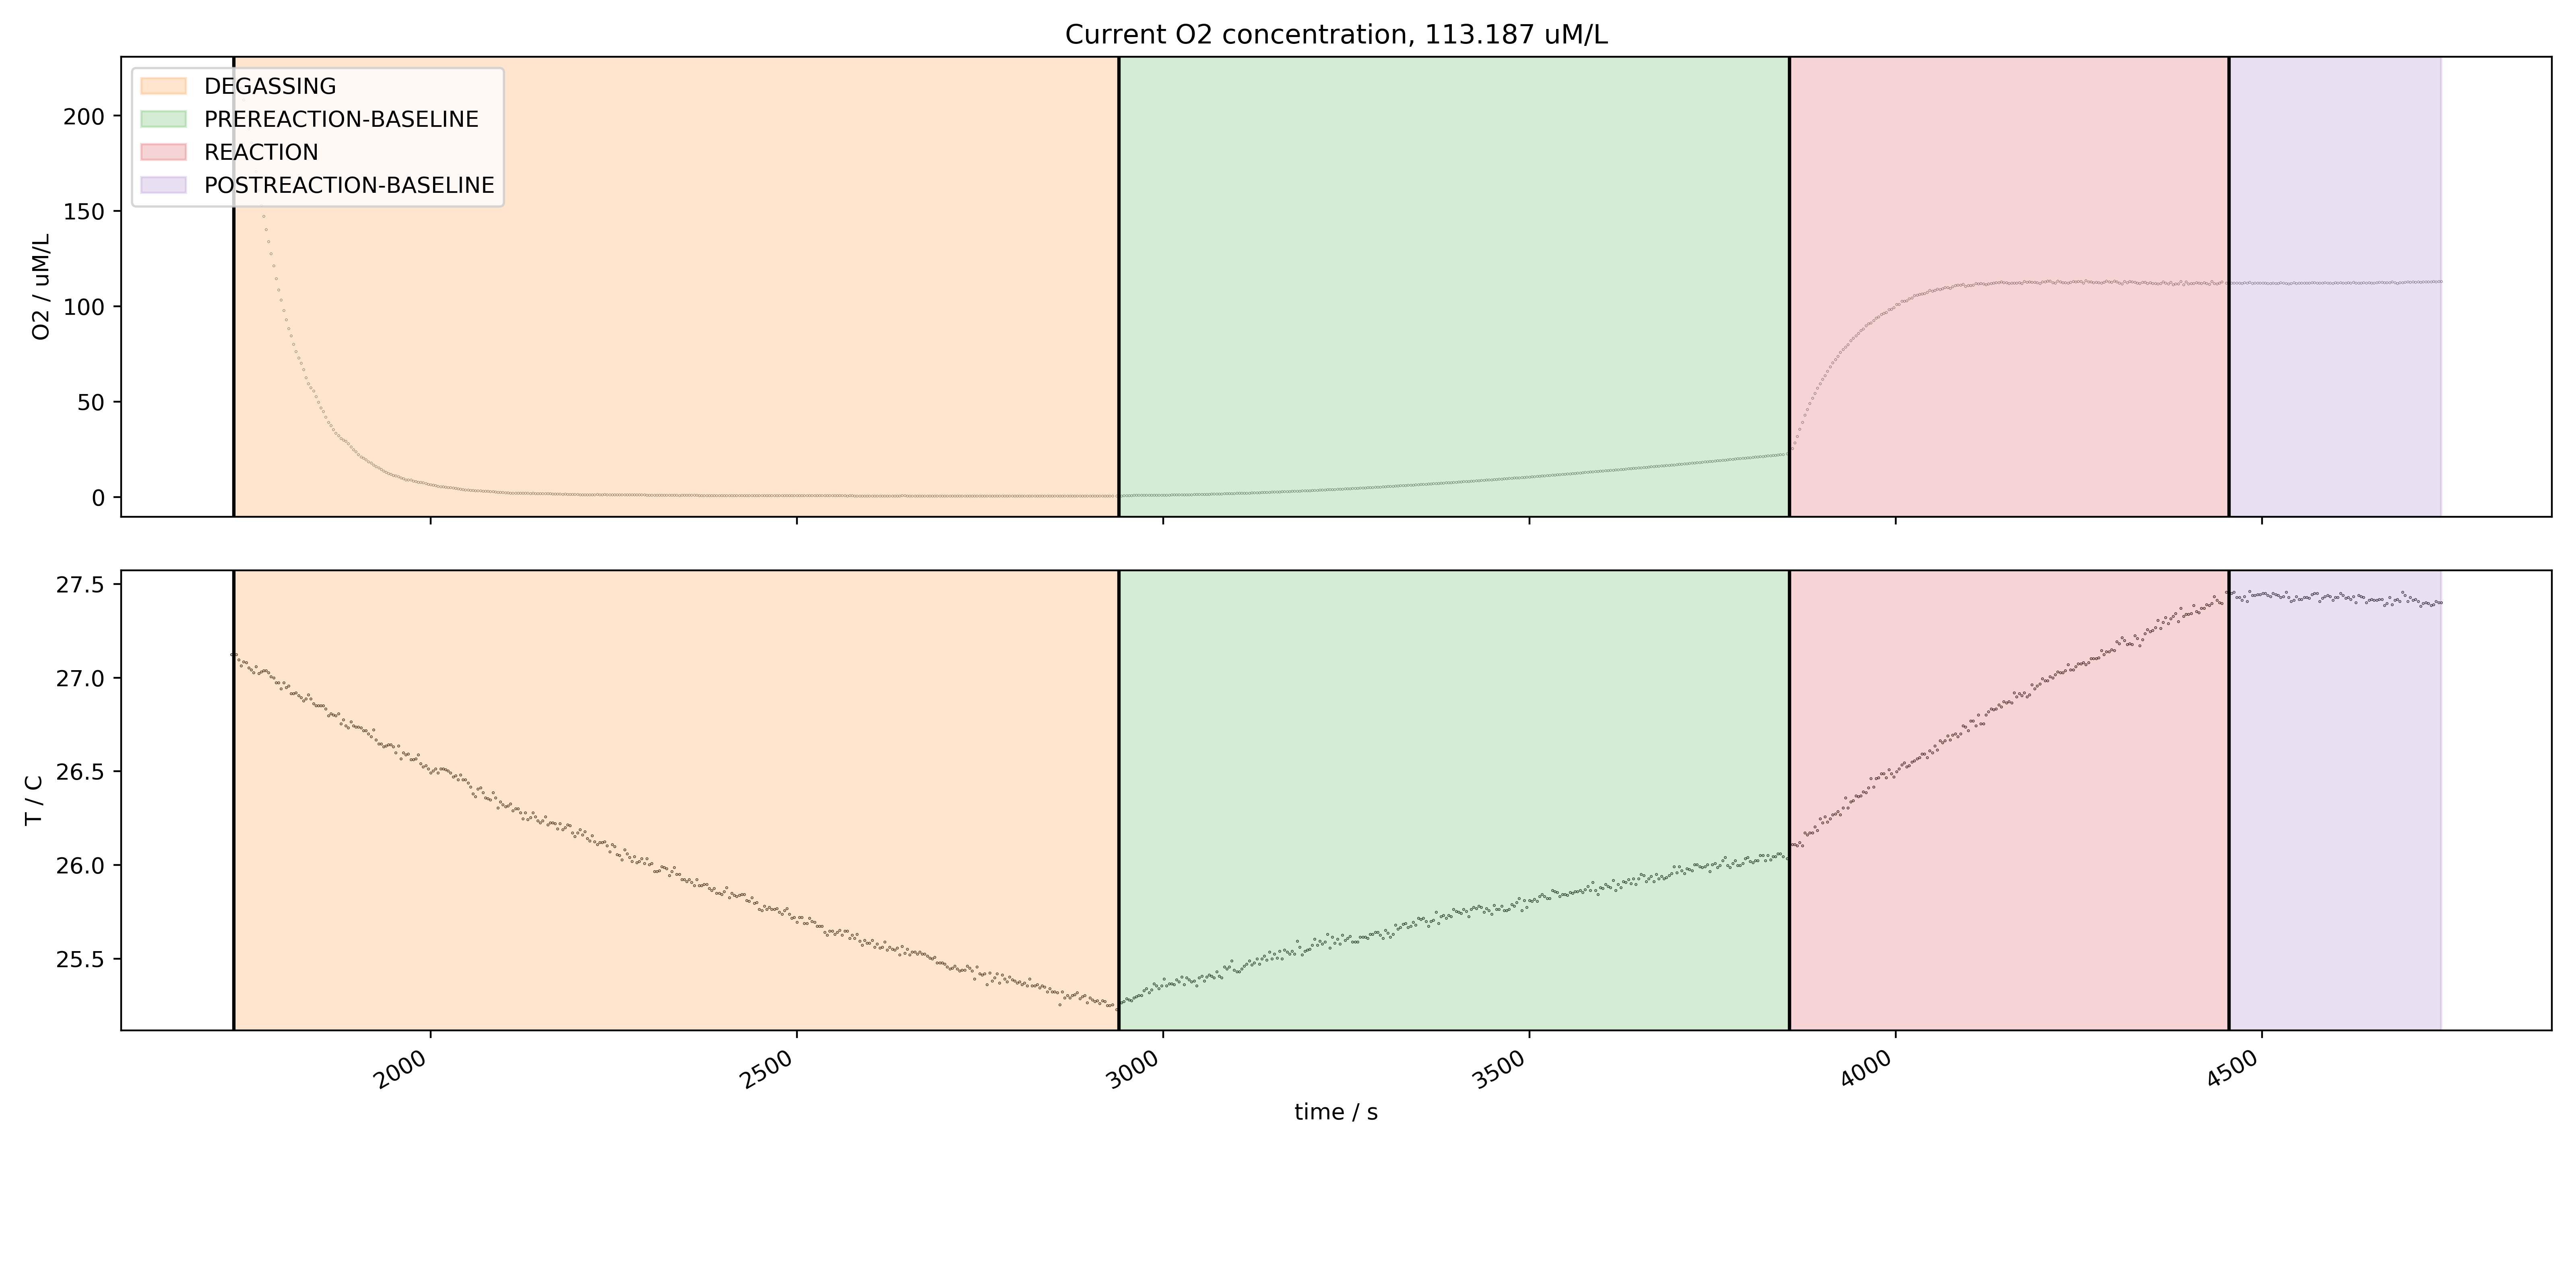 Current O2 concentration, 113.187 uM/L
DEGASSING
PREREACTION-BASELINE
REACTION
POSTREACTION-BASELINE
200
150
100
50
0
O2 / uM/L
27.5
27.0
26.5
26.0
25.5
T / C
2000
2500
3000
3500
4000
4500
time / s